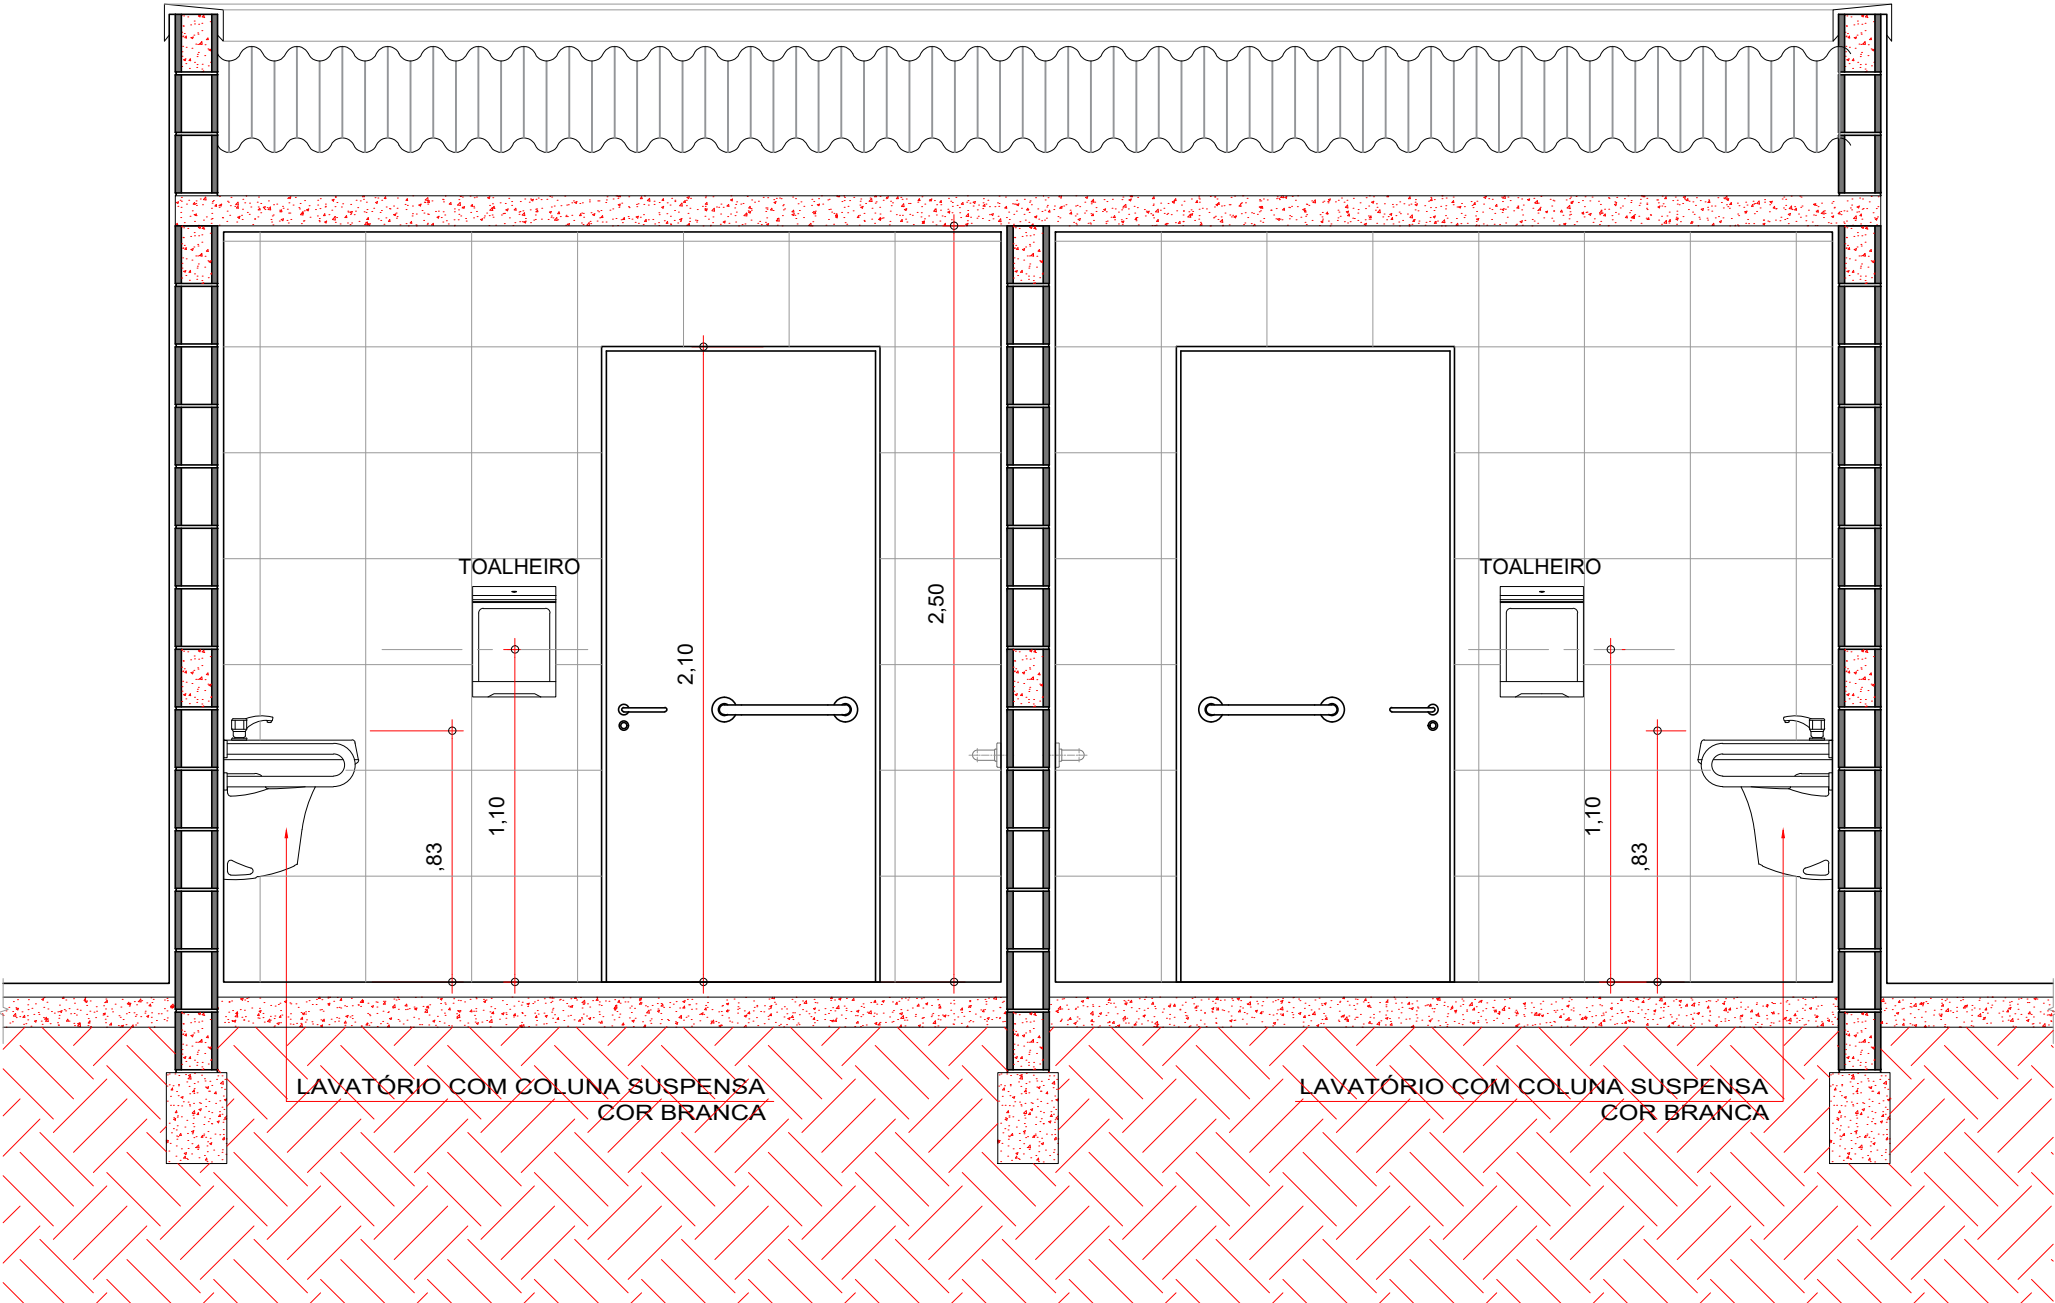 TOALHEIRO
TOALHEIRO
2,50
2,10
1,10
,83
1,10
,83
LAVATÓRIO COM COLUNA SUSPENSA
COR BRANCA
LAVATÓRIO COM COLUNA SUSPENSA
COR BRANCA